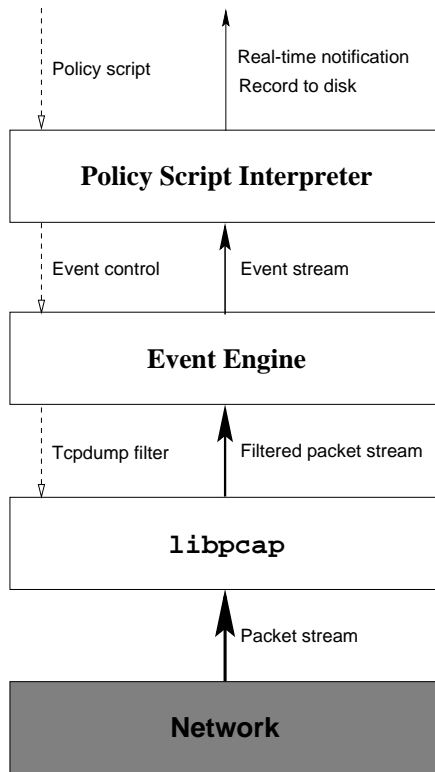 Policy script
Real-time notification
Record to disk
Policy Script Interpreter
Event control
Event stream
Event Engine
Tcpdump filter
Filtered packet stream
libpcap
Packet stream
Network